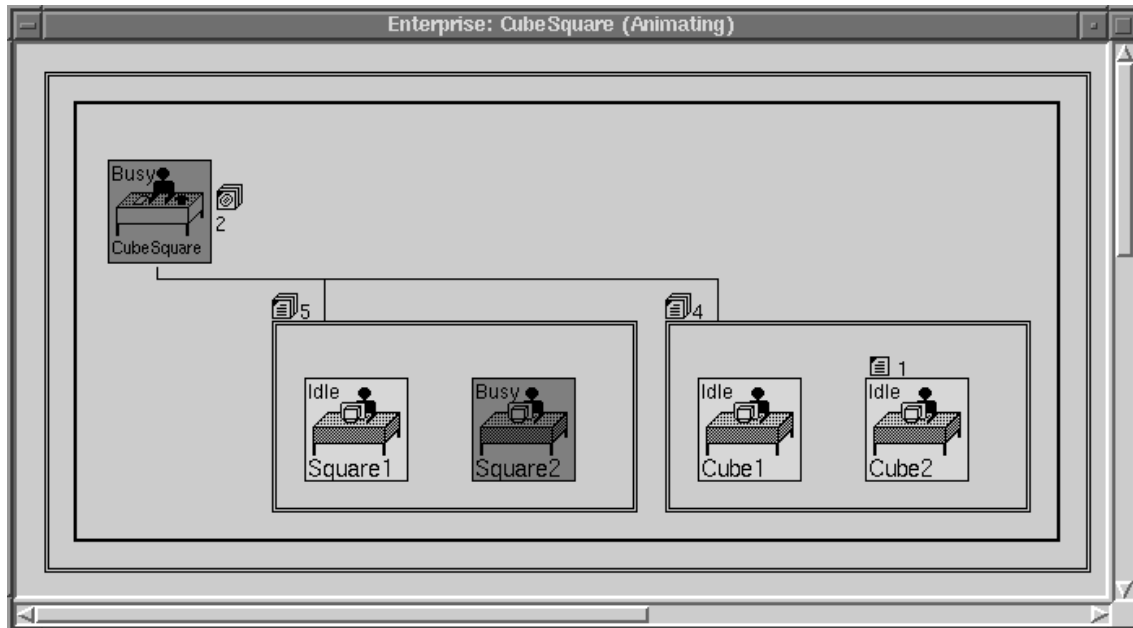 Enterprise: CubeSquare (Animating)
Busy
CubeSquare
2
5
4
Idle
Square1
Busy
Square2
Idle
Cube1
1
Idle
Cube2